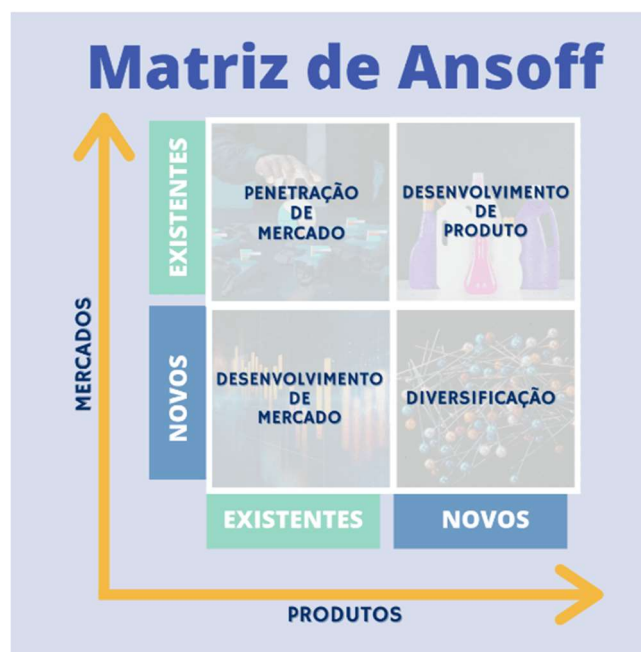 Matriz de Ansoff
EXISTENTES
PENETRAÇÃO
DE
MERCADO
DESENVOLVIMENTO
DE
PRODUTO
MERCADOS
NOVOS
DESENVOLVIMENTO
DE
MERCADO
DIVERSIFICAÇÃO
EXISTENTES
NOVOS
PRODUTOS